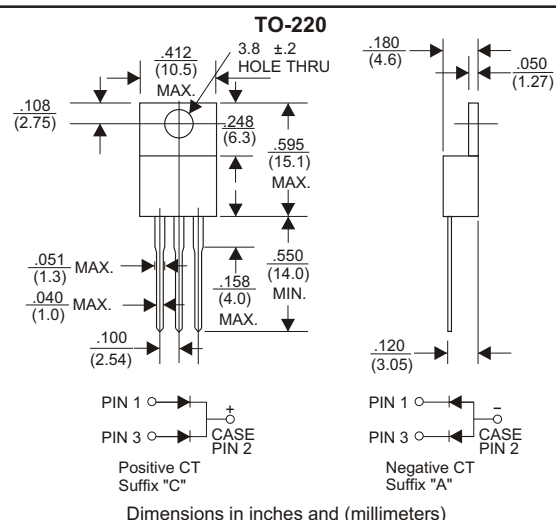 TO-220
.412
(10.5)
MAX.
3.8 ±.2
HOLE THRU
.180
(4.6)
.050
(1.27)
.108
(2.75)
.248
(6.3)
.595
(15.1)
MAX.
.051
(1.3) MAX.
.040
(1.0) MAX.
.158
(4.0)
MAX.
.550
(14.0)
MIN.
.100
(2.54)
.120
(3.05)
PIN 1
+
PIN 3
CASE
PIN 2
Positive CT
Suffix "C"
PIN 1
−
PIN 3
CASE
PIN 2
Negative CT
Suffix "A"
Dimensions in inches and (millimeters)